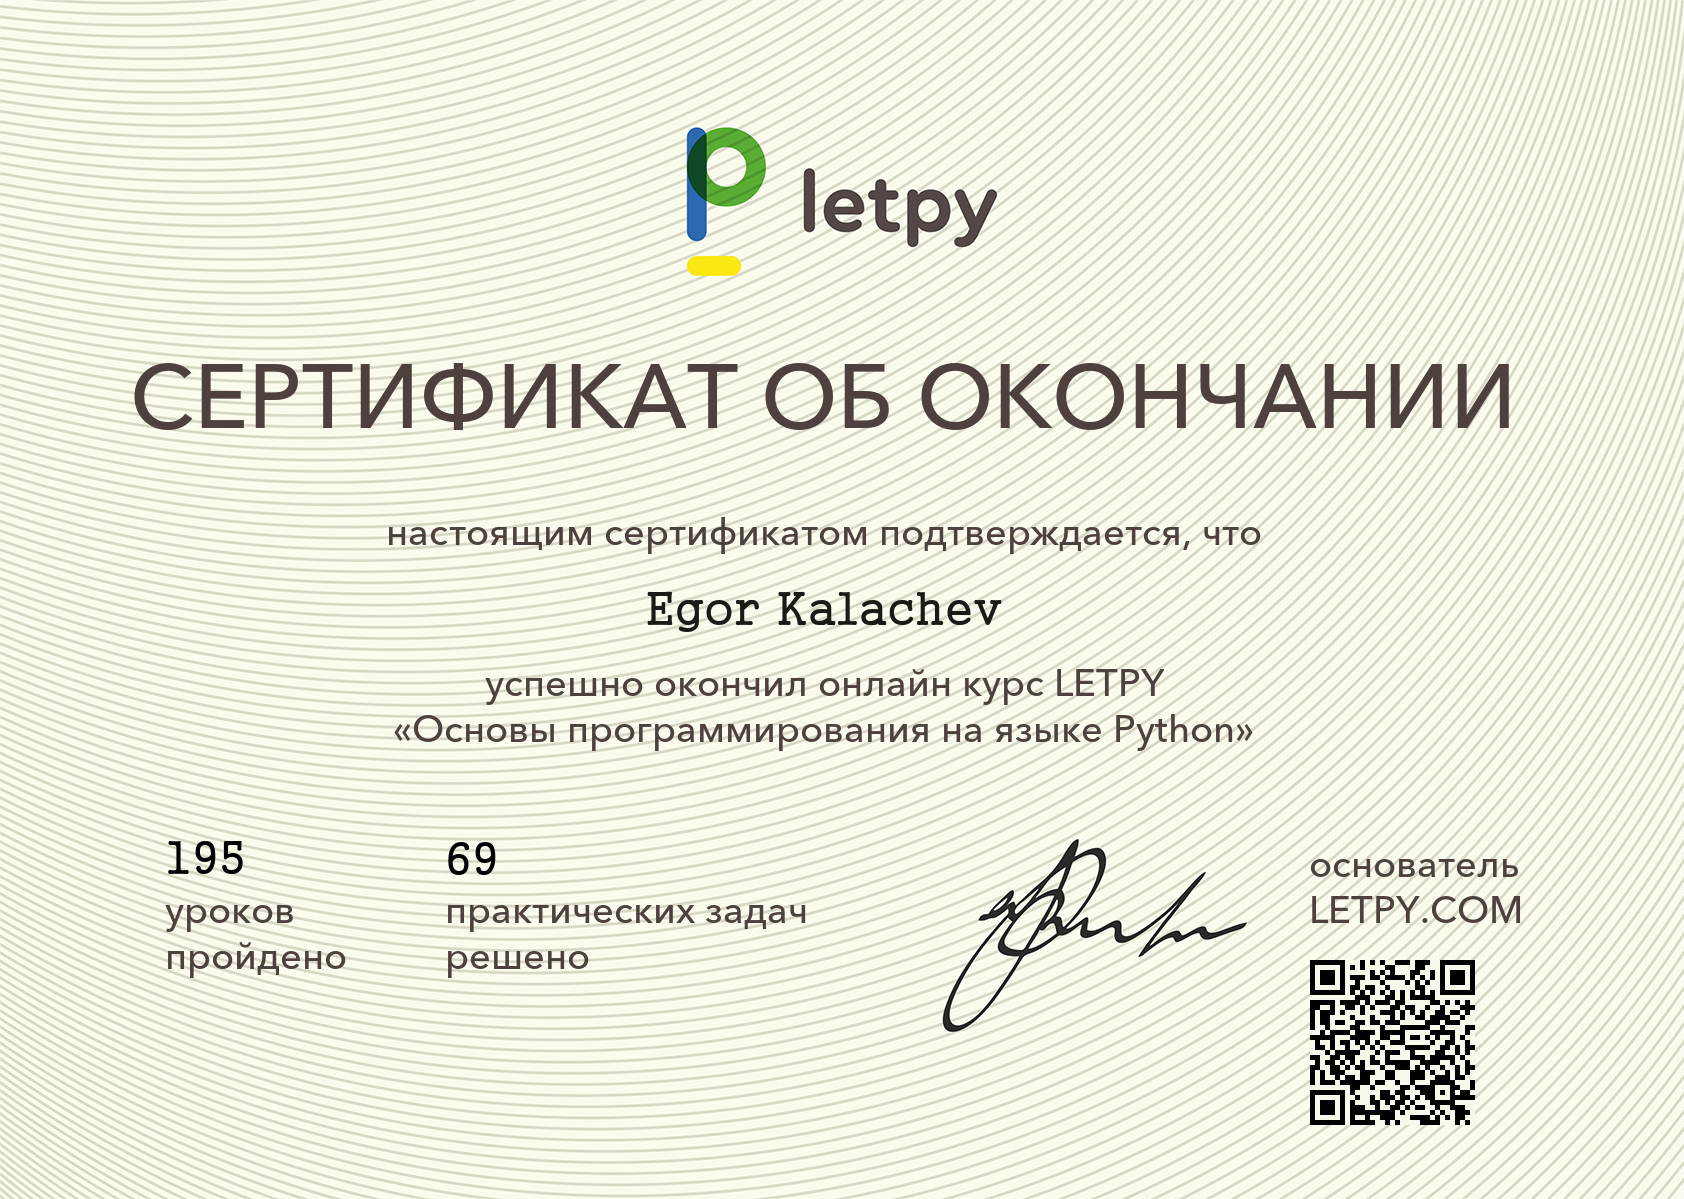 letpy
СЕРТИФИКАТ ОБ ОКОНЧАНИИ
настоящим сертификатом подтверждается, что
Egor Kalachev
успешно окончил онлайн курс LETPY
«Основы программирования на языке Python»
195
уроков
пройдено
69
практических задач
решено
основатель
LETPY.COM